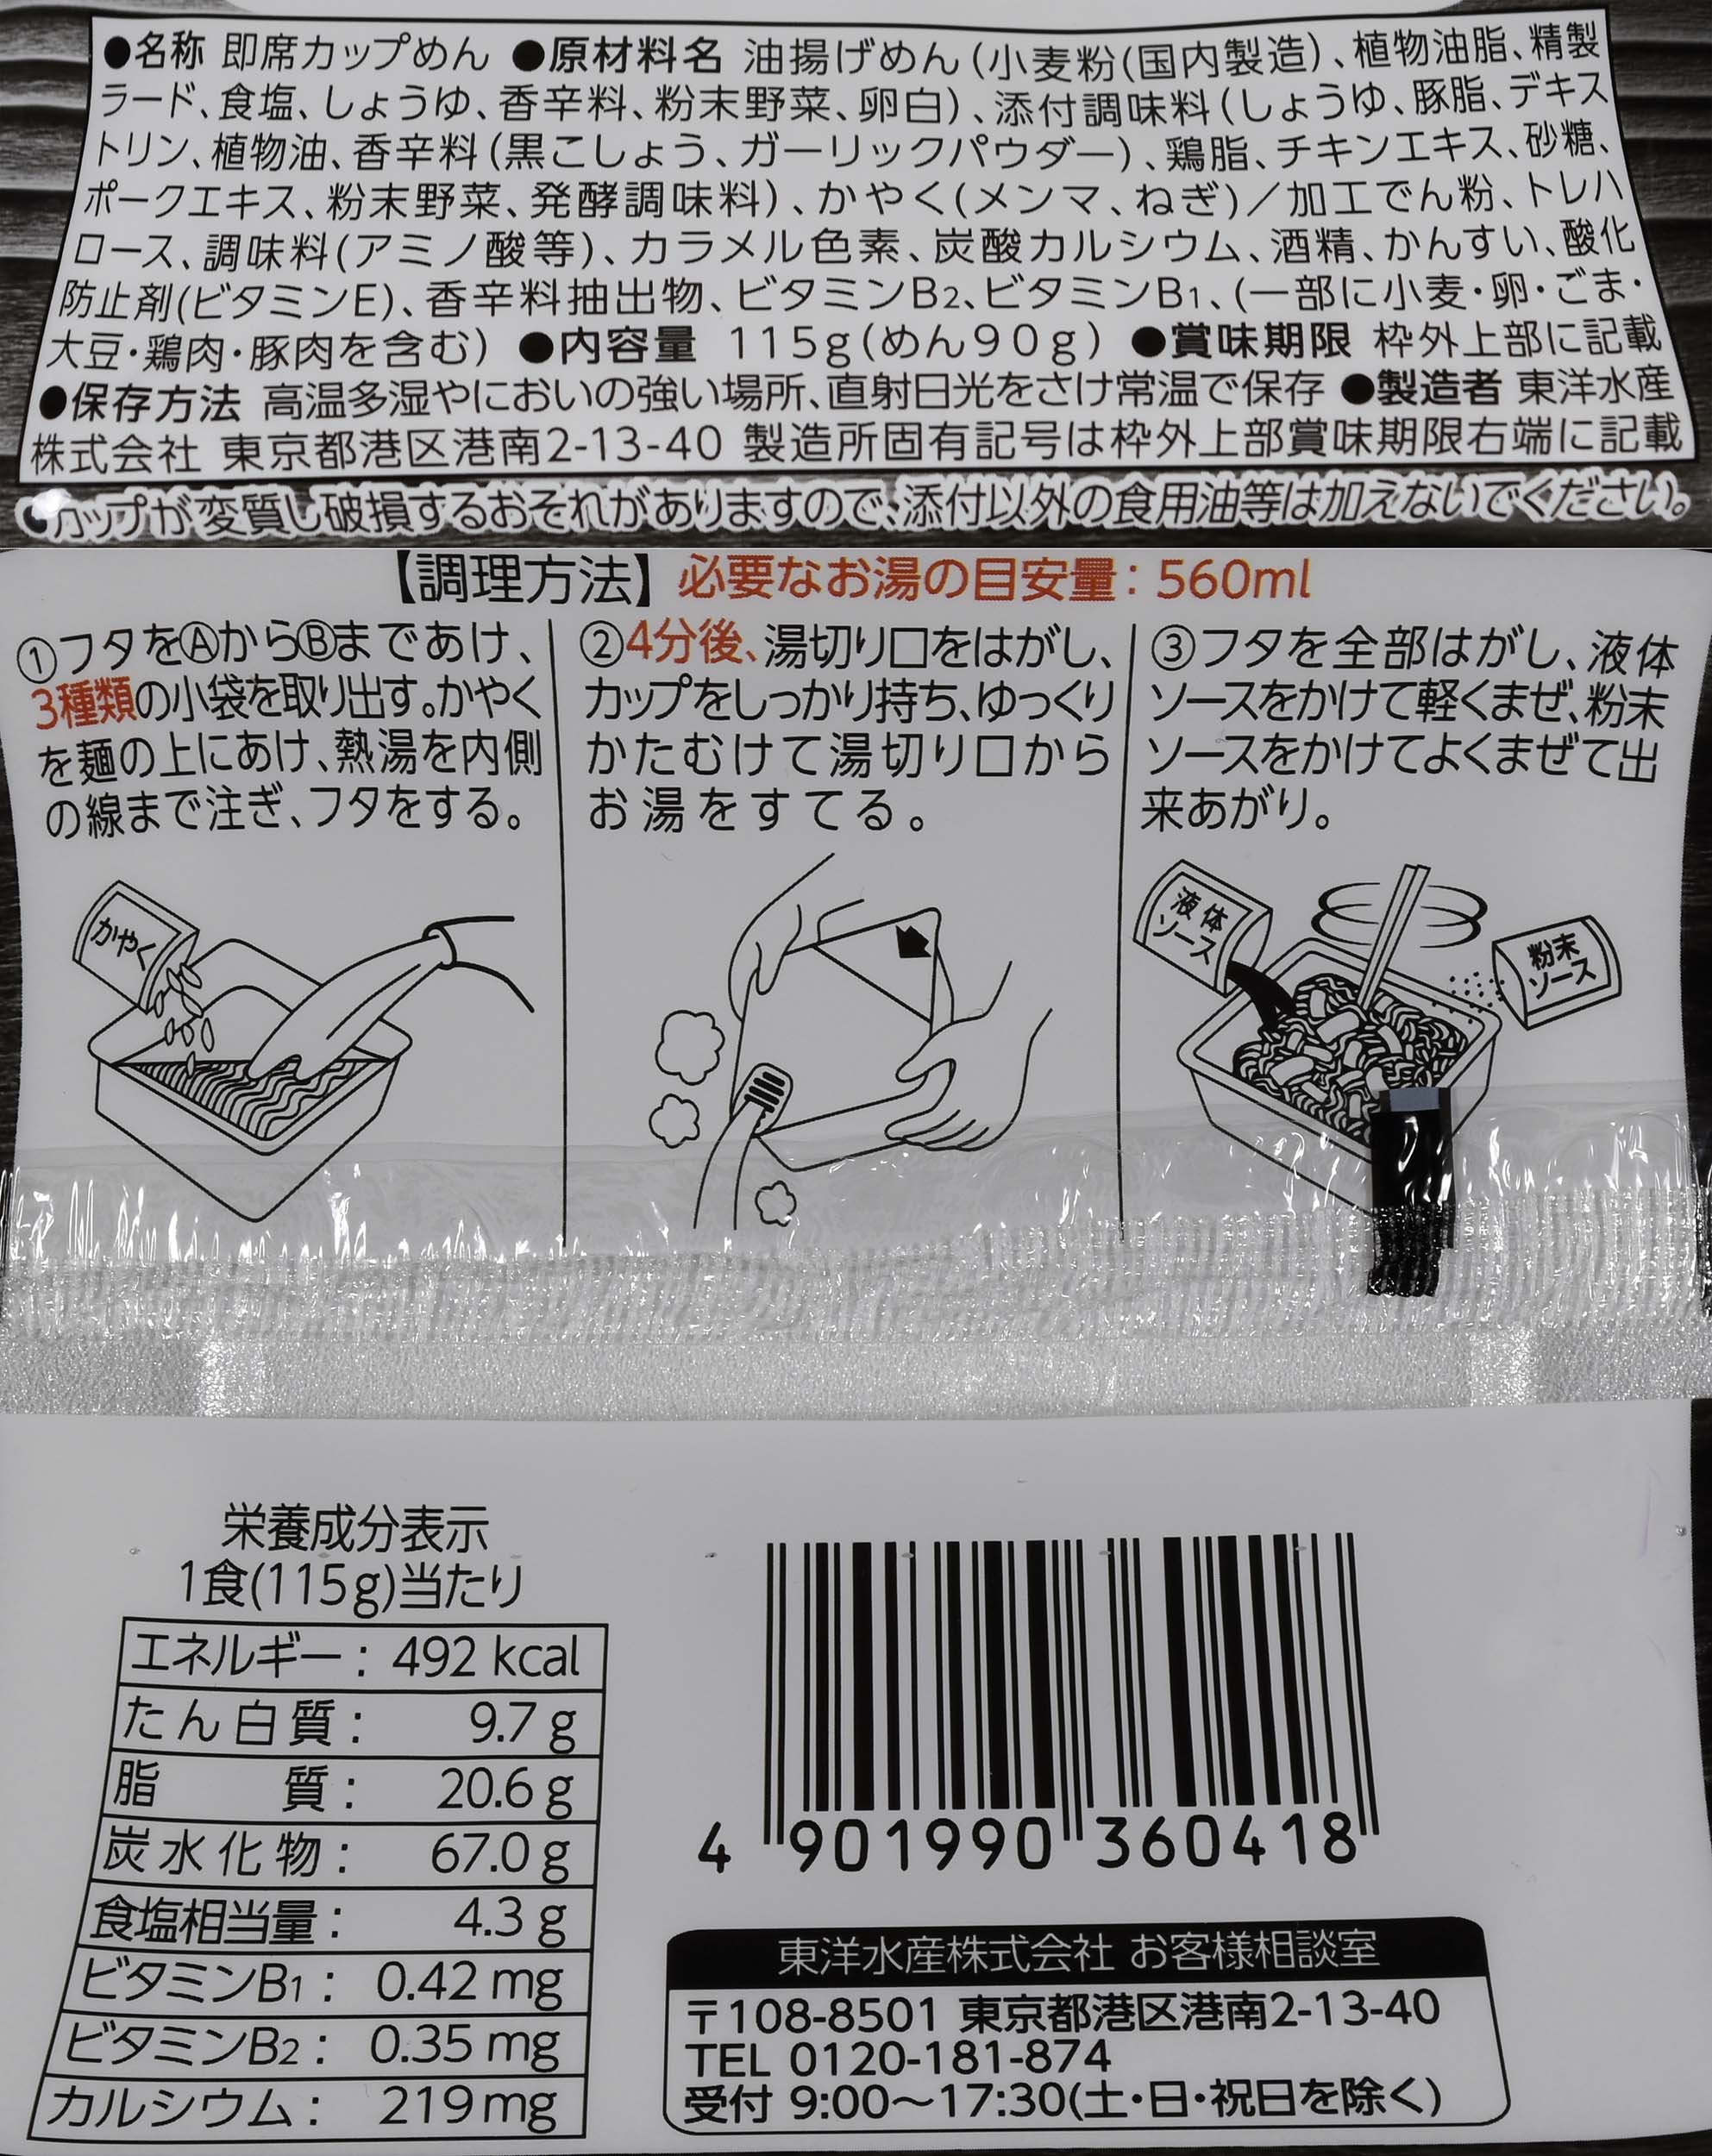 ●名称 即席カップめん ●原材料名 油揚げめん(小麦粉(国内製造)、植物油脂、精製
ラード、食塩、しょうゆ、香辛料、粉末野菜、卵白)、添付調味料(しょうゆ、豚脂、デキス
トリン、植物油、香辛料(黒こしょう、ガーリックパウダー)、鶏脂、チキンエキス、砂糖、
ポークエキス、粉末野菜、発酵調味料)、かやく(メンマ、ねぎ)/加工でん粉、トレハ
ロース、調味料(アミノ酸等)、カラメル色素、炭酸カルシウム、酒精、かんすい、酸化
防止剤(ビタミンE)、香辛料抽出物、ビタミンB2、ビタミンB1、(一部に小麦・卵・ごま・
大豆・鶏肉・豚肉を含む) ●内容量 115g(めん90g) ●賞味期限 枠外上部に記載
●保存方法 高温多湿やにおいの強い場所、直射日光をさけ常温で保存 ●製造者 東洋水産
株式会社 東京都港区港南2-13-40 製造所固有記号は枠外上部賞味期限右端に記載
●カップが変質し破損するおそれがありますので、添付以外の食用油等は加えないでください。
【調理方法】必要なお湯の目安量:560ml
①フタをⒶからⒷまであけ、
3種類の小袋を取り出す。かやく
を麺の上にあけ、熱湯を内側
の線まで注ぎ、フタをする。
②4分後、湯切り口をはがし、
カップをしっかり持ち、ゆっくり
かたむけて湯切り口から
お湯をすてる。
③フタを全部はがし、液体
ソースをかけて軽くまぜ、粉末
ソースをかけてよくまぜて出
来あがり。
かやく
液体
ソース
粉末
ソース
栄養成分表示
1食(115g)当たり
エネルギー: 492 kcal
たん白質: 9.7 g
脂質: 20.6 g
炭水化物: 67.0 g
食塩相当量: 4.3 g
ビタミンB1: 0.42 mg
ビタミンB2: 0.35 mg
カルシウム: 219 mg
4 901990 360418
東洋水産株式会社 お客様相談室
〒108-8501 東京都港区港南2-13-40
TEL 0120-181-874
受付 9:00～17:30(土・日・祝日を除く)